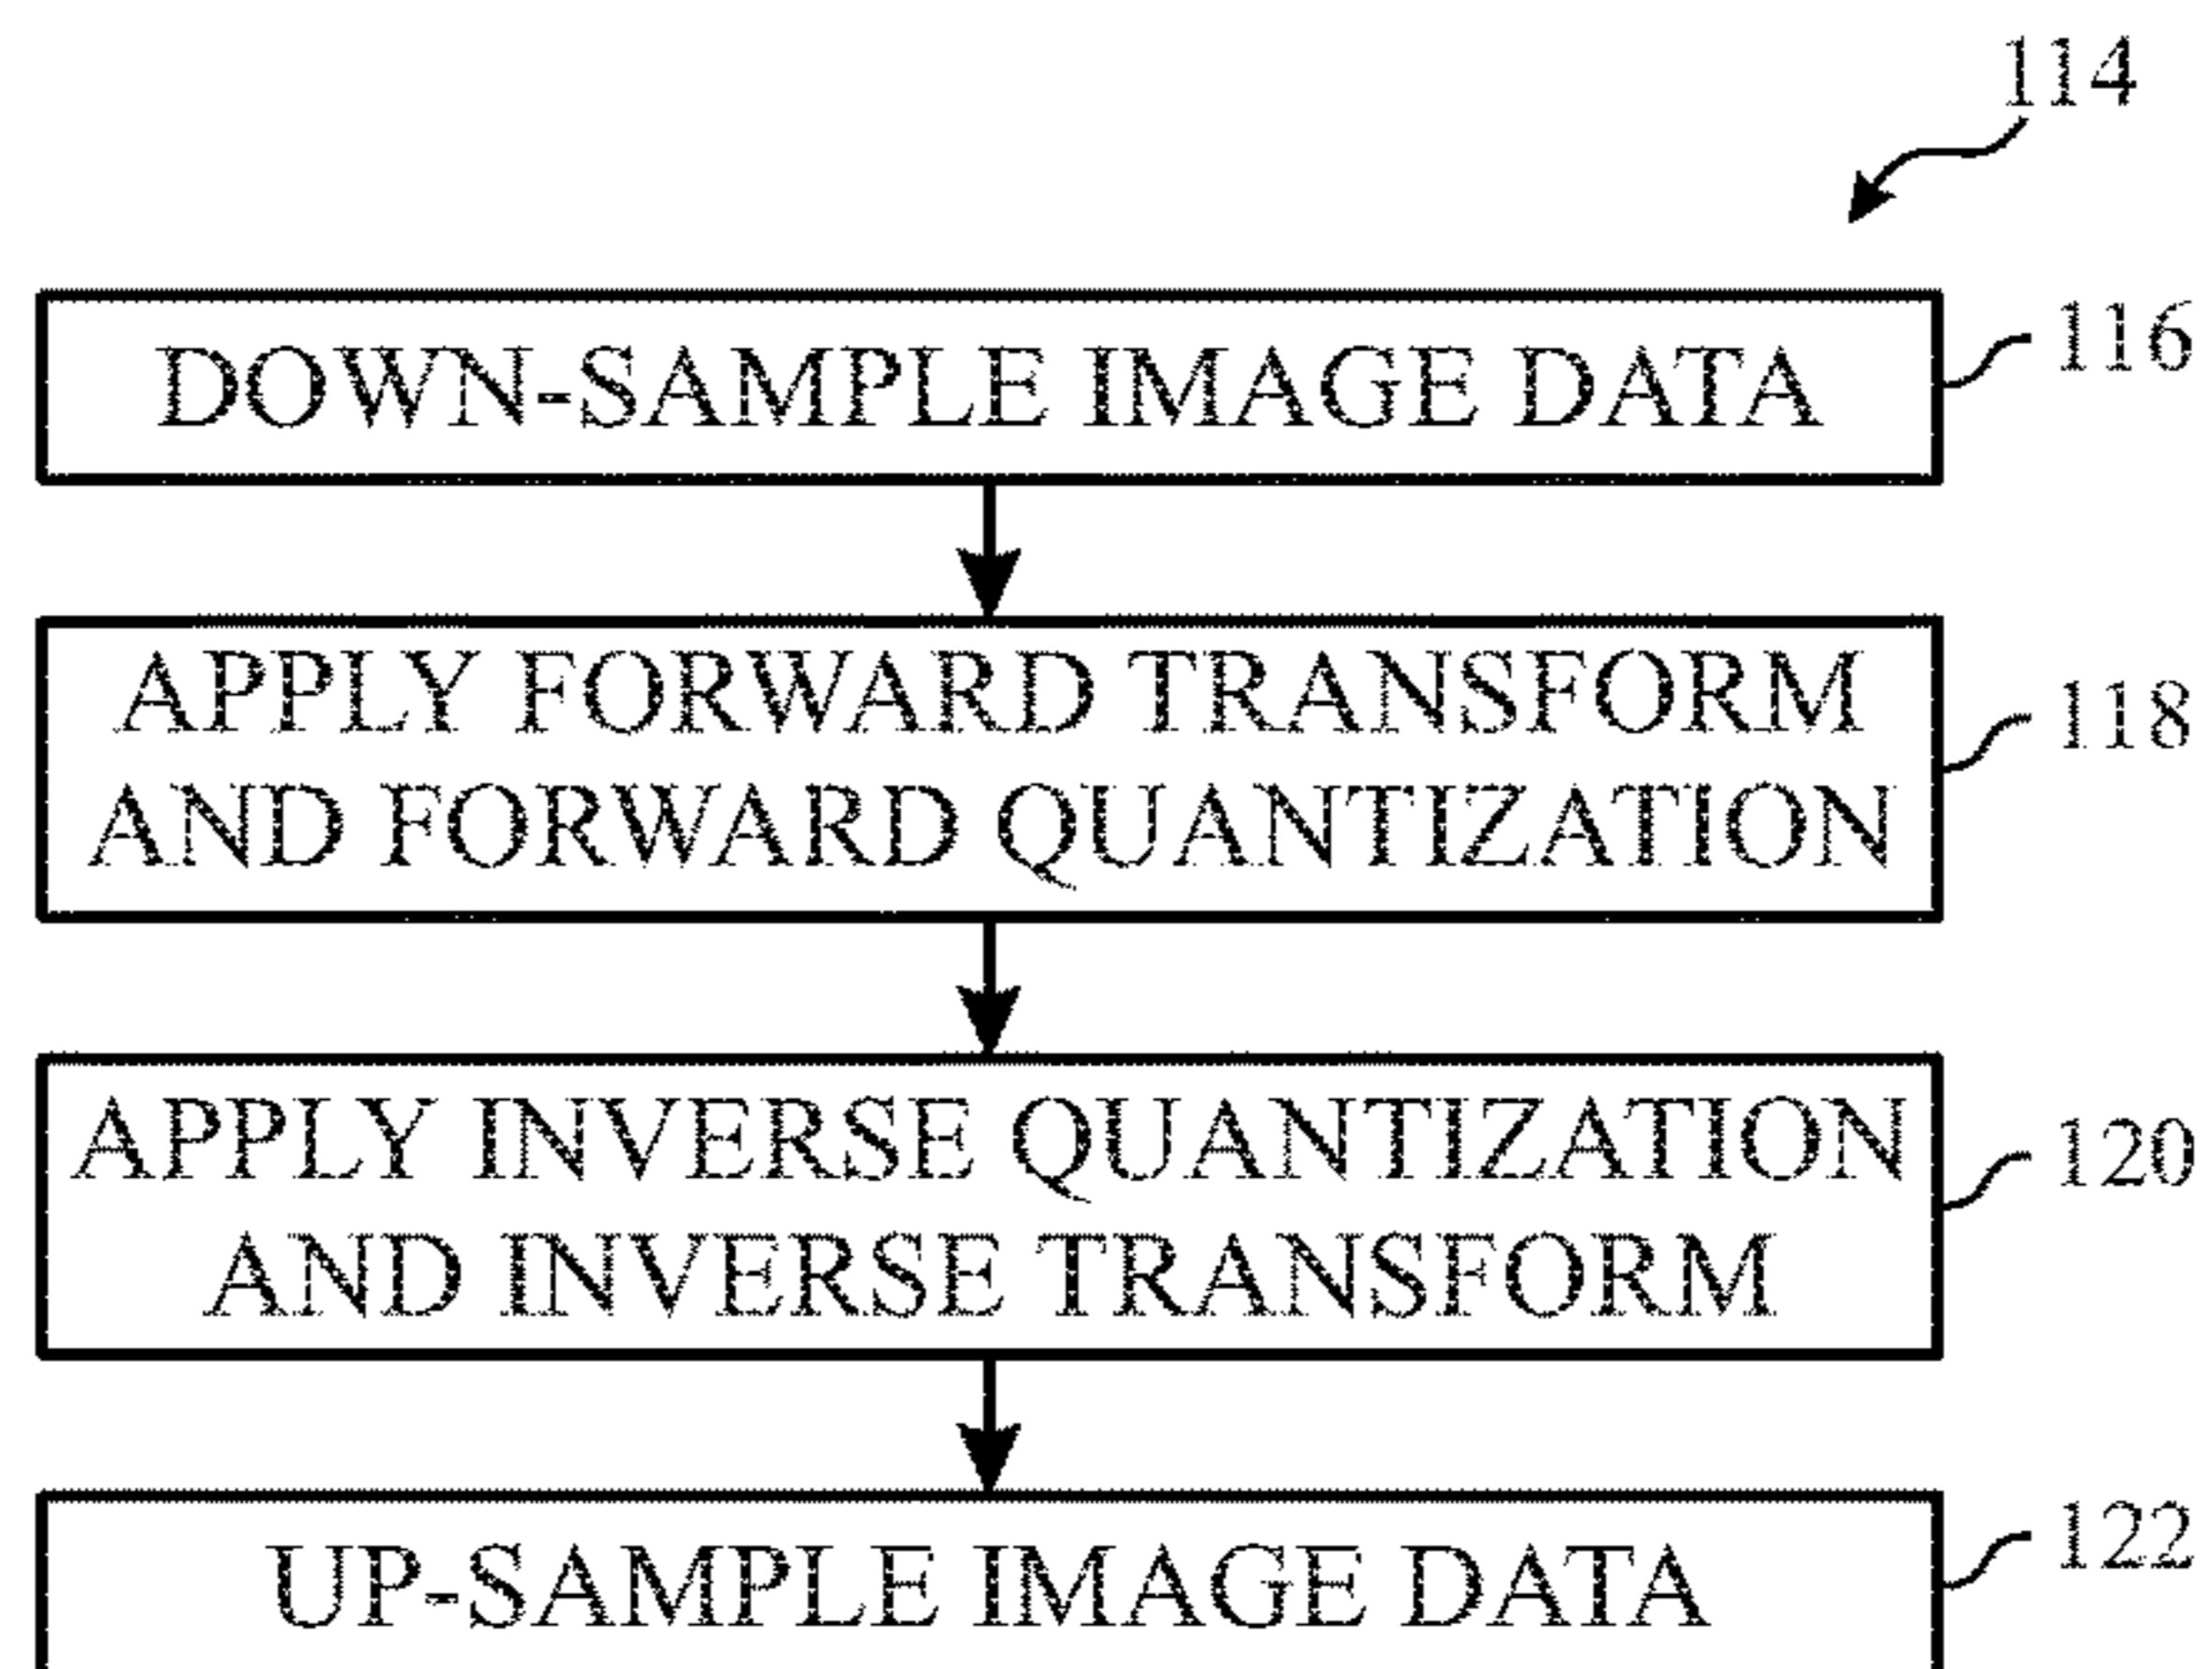 114
DOWN-SAMPLE IMAGE DATA
116
APPLY FORWARD TRANSFORM
AND FORWARD QUANTIZATION
118
APPLY INVERSE QUANTIZATION
AND INVERSE TRANSFORM
120
UP-SAMPLE IMAGE DATA
122